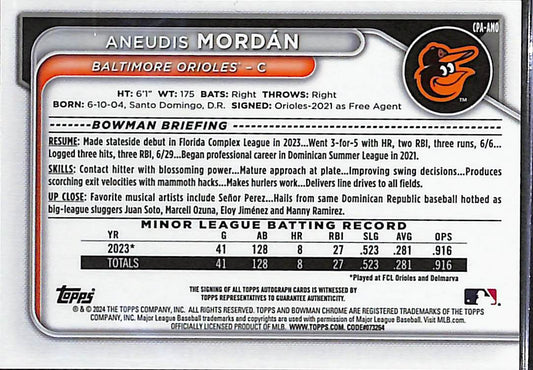 CPA-AMO
ANEUDIS MORDÁN
BALTIMORE ORIOLES® – C
HT: 6'1" WT: 175 BATS: Right THROWS: Right
BORN: 6-10-04, Santo Domingo, D.R. SIGNED: Orioles-2021 as Free Agent
BOWMAN BRIEFING
RESUME: Made stateside debut in Florida Complex League in 2023...Went 3-for-5 with HR, two RBI, three runs, 6/6...
Logged three hits, three RBI, 6/29...Began professional career in Dominican Summer League in 2021.
SKILLS: Contact hitter with blossoming power...Mature approach at plate...Improving swing decisions...Produces
scorching exit velocities with mammoth hacks...Makes hurlers work...Delivers line drives to all fields.
UP CLOSE: Favorite musical artists include Señor Perez...Hails from same Dominican Republic baseball hotbed as
big-league sluggers Juan Soto, Marcell Ozuna, Eloy Jiménez and Manny Ramirez.
MINOR LEAGUE BATTING RECORD
YR G AB HR RBI SLG AVG OPS
2023* 41 128 8 27 .523 .281 .916
TOTALS 41 128 8 27 .523 .281 .916
*Played at FCL Orioles and Delmarva
THE SIGNING OF ALL TOPPS AUTOGRAPH CARDS IS WITNESSED BY
TOPPS REPRESENTATIVES TO GUARANTEE AUTHENTICITY.
Topps
® & © 2024 THE TOPPS COMPANY, INC. ALL RIGHTS RESERVED. TOPPS AND BOWMAN CHROME ARE REGISTERED TRADEMARKS OF THE TOPPS
COMPANY, INC. Major League Baseball trademarks and copyrights are used with permission of Major League Baseball. Visit MLB.com.
OFFICIALLY LICENSED PRODUCT OF MLB. WWW.TOPPS.COM. CODE#073264